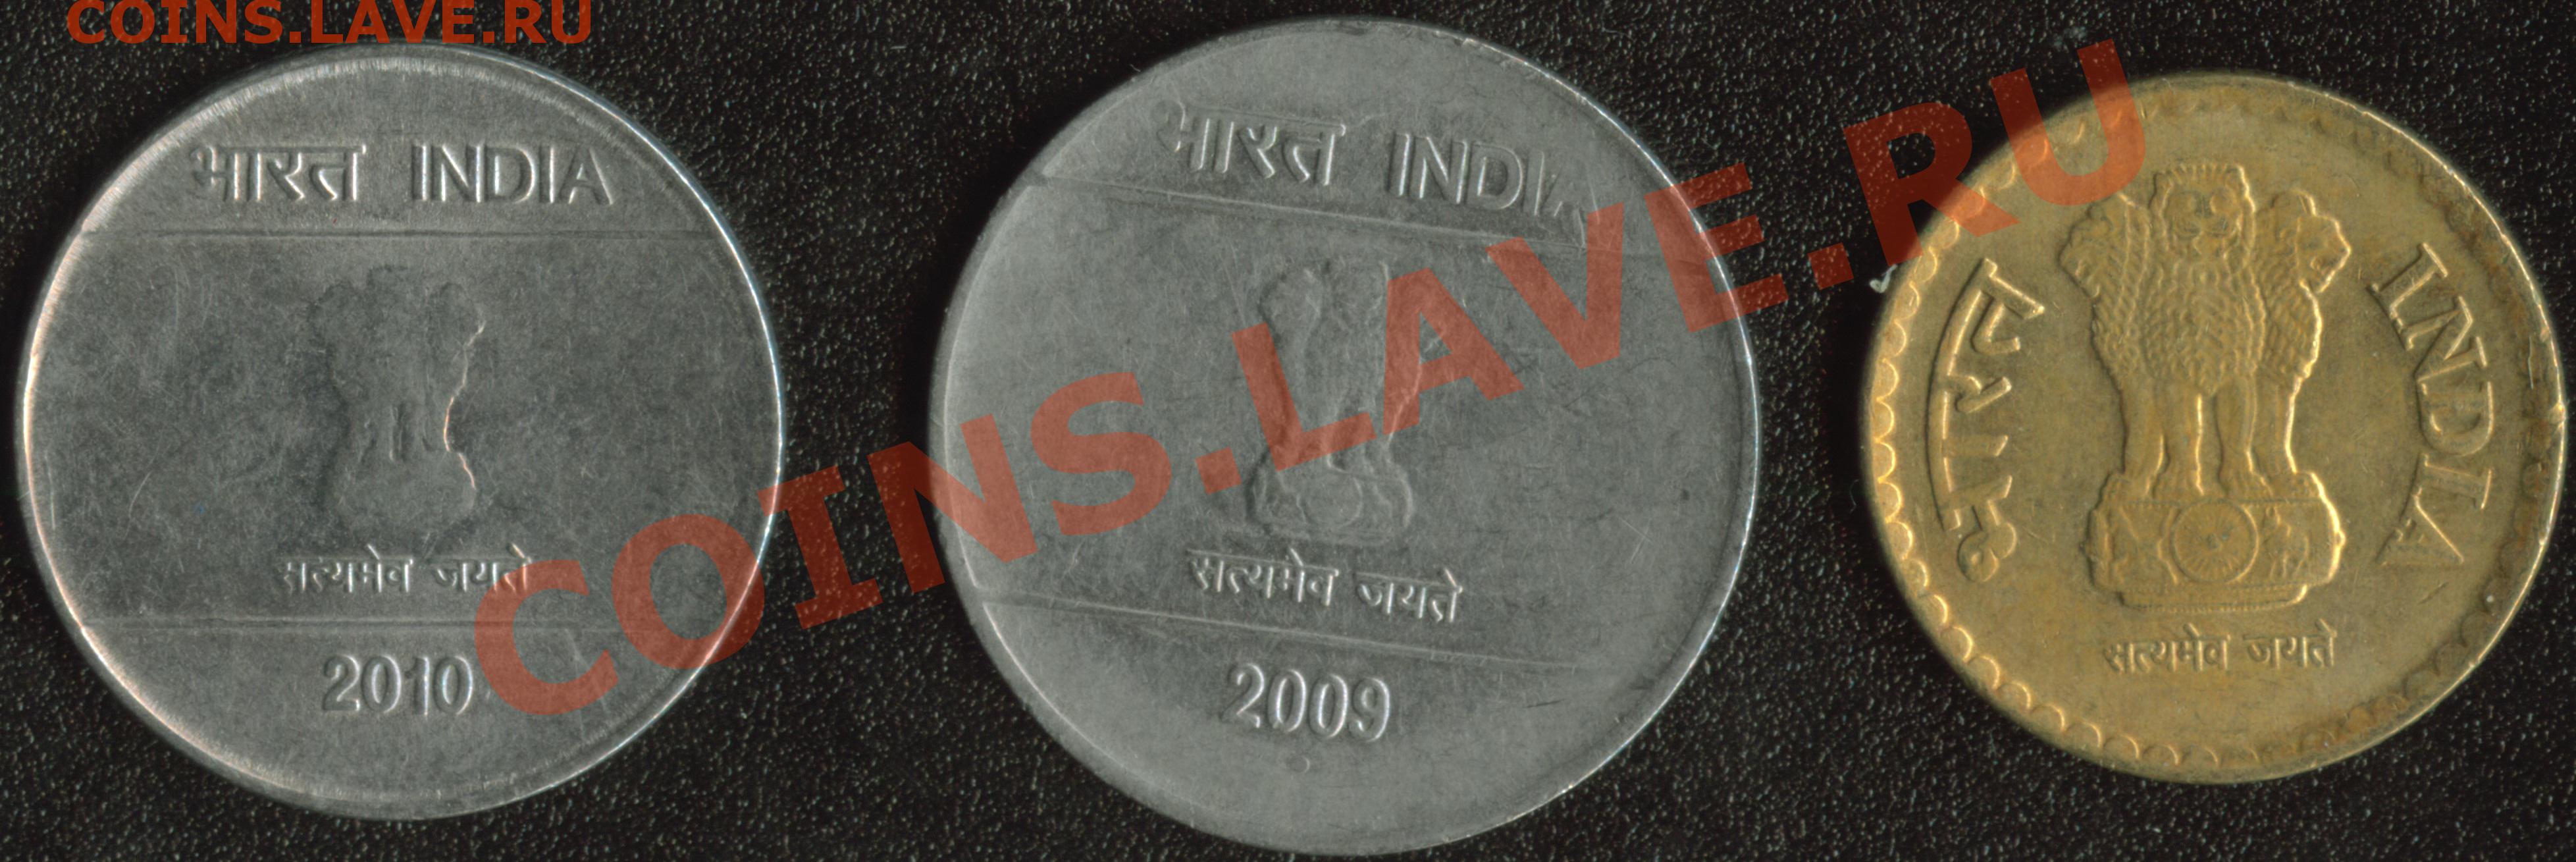 COINS.LAVE.RU
भारत INDIA
सत्यमेव जयते
2010
भारत INDIA
सत्यमेव जयते
2009
भारत
INDIA
सत्यमेव जयते
COINS.LAVE.RU